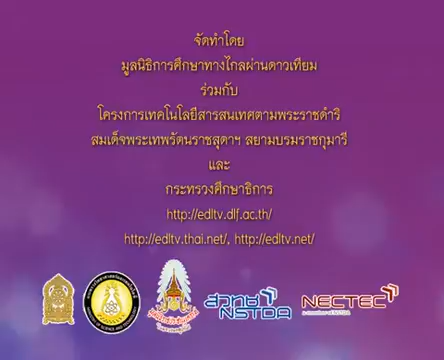 จัดทำโดย
มูลนิธิการศึกษาทางไกลผ่านดาวเทียม
ร่วมกับ
โครงการเทคโนโลยีสารสนเทศตามพระราชดำริ
สมเด็จพระเทพรัตนราชสุดาฯ สยามบรมราชกุมารี
และ
กระทรวงศึกษาธิการ
http://edltv.dlf.ac.th/
http://edltv.thai.net/, http://edltv.net/
สวทช
NSTDA
NECTEC
a member of NSTDA